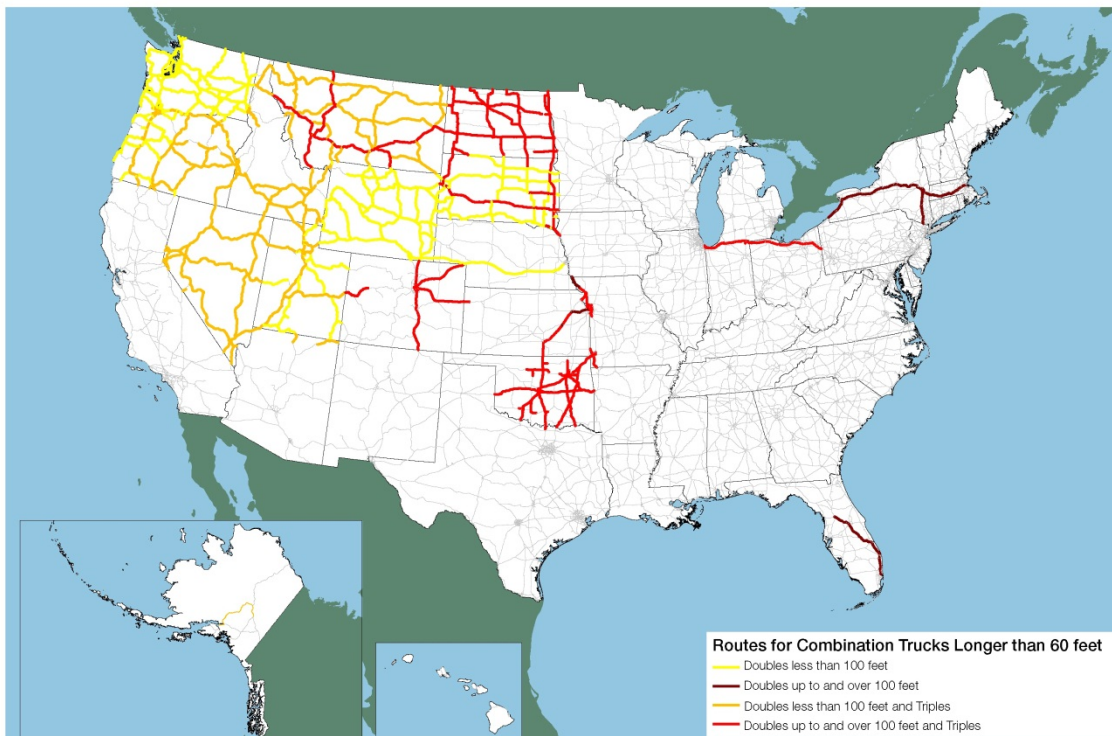 Routes for Combination Trucks Longer than 60 feet
Doubles less than 100 feet
Doubles up to and over 100 feet
Doubles less than 100 feet and Triples
Doubles up to and over 100 feet and Triples